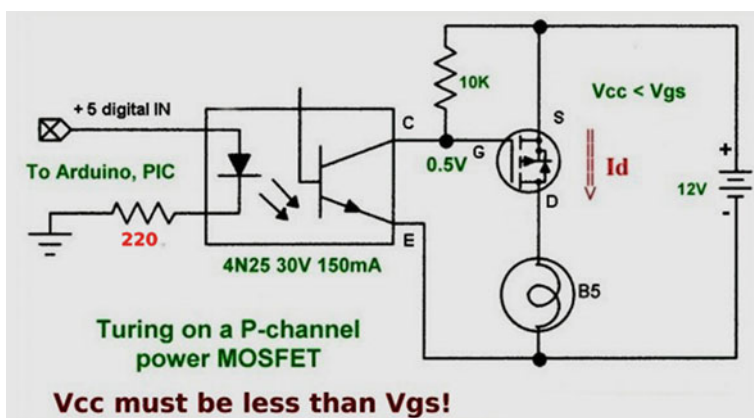 10K
Vcc < Vgs
+ 5 digital IN
C
S
To Arduino, PIC
0.5V
G
Id
+
12V
-
D
220
E
4N25 30V 150mA
B5
Turing on a P-channel
power MOSFET
Vcc must be less than Vgs!